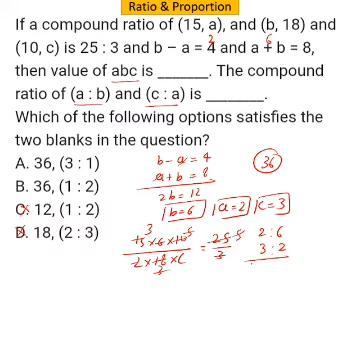 Ratio & Proportion
If a compound ratio of (15, a), and (b, 18) and
(10, c) is 25 : 3 and b – a = 4 and a + b = 8,
then value of abc is _______. The compound
ratio of (a : b) and (c : a) is ________.
Which of the following options satisfies the
two blanks in the question?
A. 36, (3 : 1)
B. 36, (1 : 2)
C. 12, (1 : 2)
D. 18, (2 : 3)
b - a = 4
a + b = 8
2b = 12
b = 6 a = 2 c = 3
36
2 : 6
3 : 2